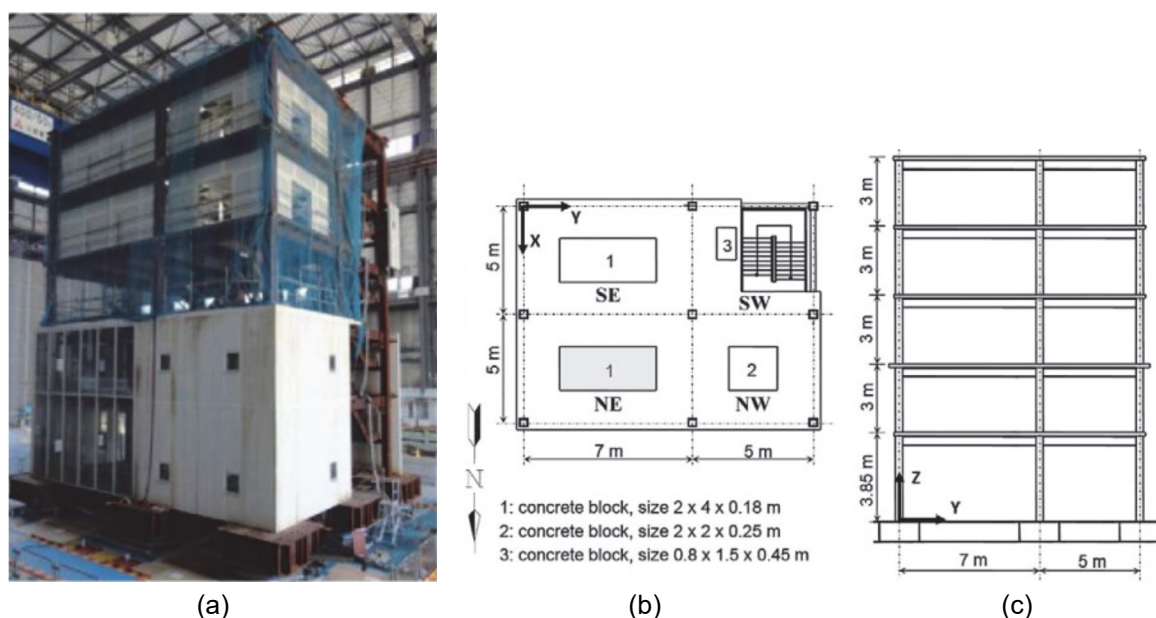 400/50t
Y
X
1
SE
3
SW
1
NE
2
NW
5 m
5 m
7 m
5 m
N
1: concrete block, size 2 x 4 x 0.18 m
2: concrete block, size 2 x 2 x 0.25 m
3: concrete block, size 0.8 x 1.5 x 0.45 m
3 m
3 m
3 m
3 m
3.85 m
Z
Y
7 m
5 m
(a)
(b)
(c)